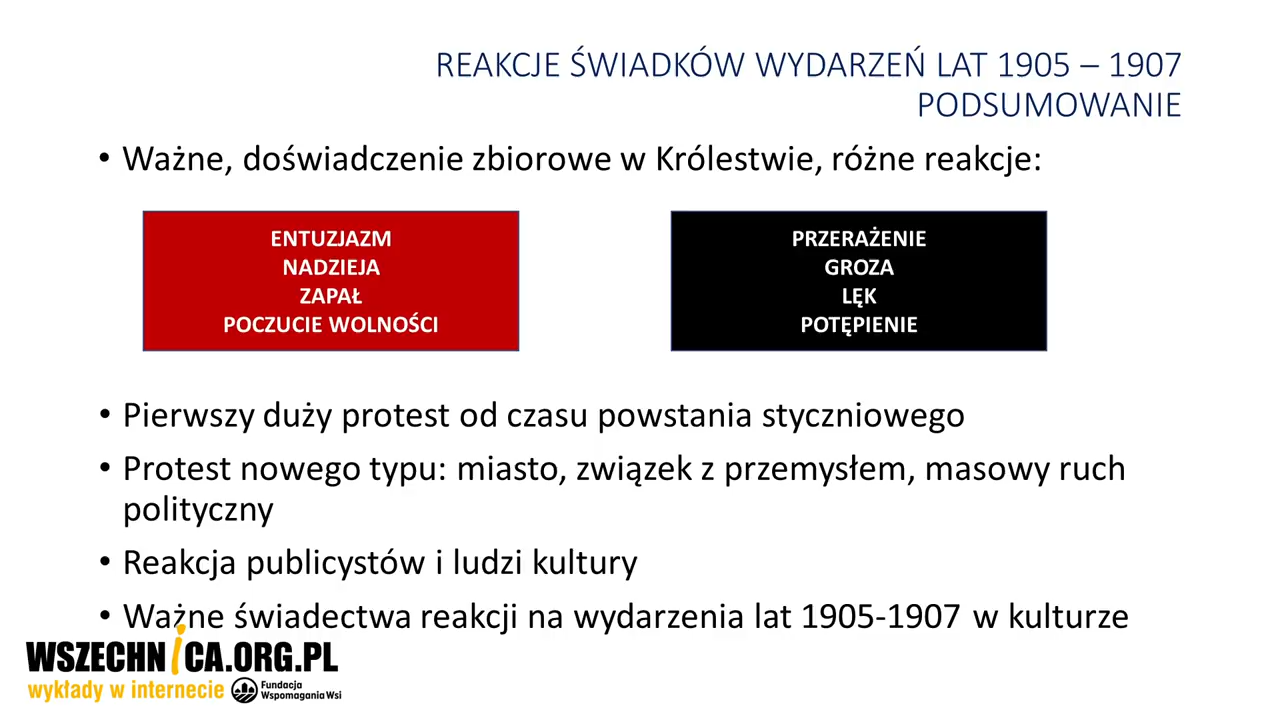 REAKCJE ŚWIADKÓW WYDARZEŃ LAT 1905 – 1907
PODSUMOWANIE
• Ważne, doświadczenie zbiorowe w Królestwie, różne reakcje:
ENTUZJAZM
NADZIEJA
ZAPAŁ
POCZUCIE WOLNOŚCI
PRZERAŻENIE
GROZA
LĘK
POTĘPIENIE
• Pierwszy duży protest od czasu powstania styczniowego
• Protest nowego typu: miasto, związek z przemysłem, masowy ruch
polityczny
• Reakcja publicystów i ludzi kultury
• Ważne świadectwa reakcji na wydarzenia lat 1905-1907 w kulturze
WSZECHNICA.ORG.PL
wykłady w internecie
Fundacja
Wspomagania Wsi